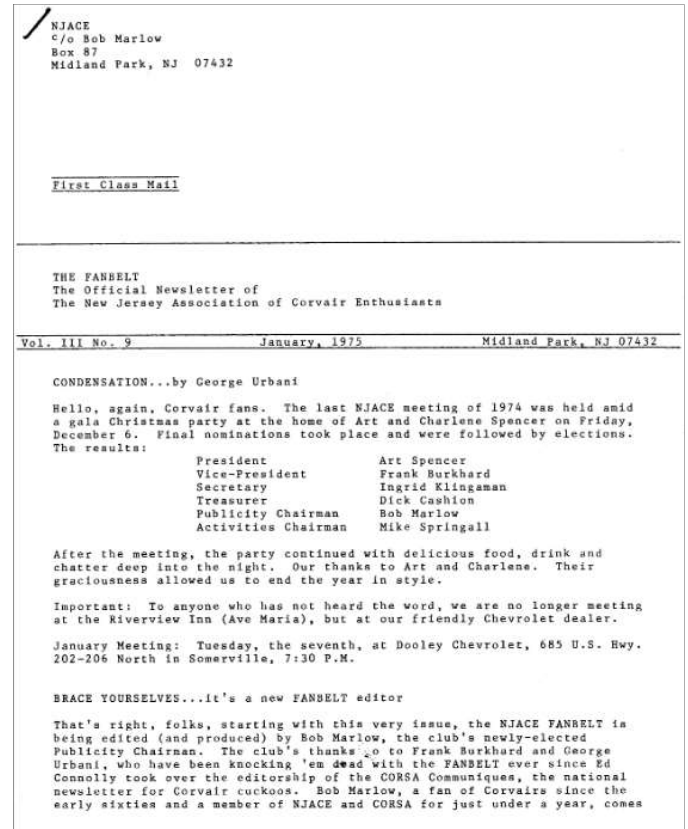 NJACE
c/o Bob Marlow
Box 87
Midland Park, NJ 07432
First Class Mail
THE FANBELT
The Official Newsletter of
The New Jersey Association of Corvair Enthusiasts
Vol. III No. 9 January, 1975 Midland Park, NJ 07432
CONDENSATION...by George Urbani
Hello, again, Corvair fans. The last NJACE meeting of 1974 was held amid
a gala Christmas party at the home of Art and Charlene Spencer on Friday,
December 6. Final nominations took place and were followed by elections.
The results:
President Art Spencer
Vice-President Frank Burkhard
Secretary Ingrid Klingaman
Treasurer Dick Cashion
Publicity Chairman Bob Marlow
Activities Chairman Mike Springall
After the meeting, the party continued with delicious food, drink and
chatter deep into the night. Our thanks to Art and Charlene. Their
graciousness allowed us to end the year in style.
Important: To anyone who has not heard the word, we are no longer meeting
at the Riverview Inn (Ave Maria), but at our friendly Chevrolet dealer.
January Meeting: Tuesday, the seventh, at Dooley Chevrolet, 685 U.S. Hwy.
202-206 North in Somerville, 7:30 P.M.
BRACE YOURSELVES...it's a new FANBELT editor
That's right, folks, starting with this very issue, the NJACE FANBELT is
being edited (and produced) by Bob Marlow, the club's newly-elected
Publicity Chairman. The club's thanks go to Frank Burkhard and George
Urbani, who have been knocking 'em dead with the FANBELT ever since Ed
Connolly took over the editorship of the CORSA Communiques, the national
newsletter for Corvair cuckoos. Bob Marlow, a fan of Corvairs since the
early sixties and a member of NJACE and CORSA for just under a year, comes